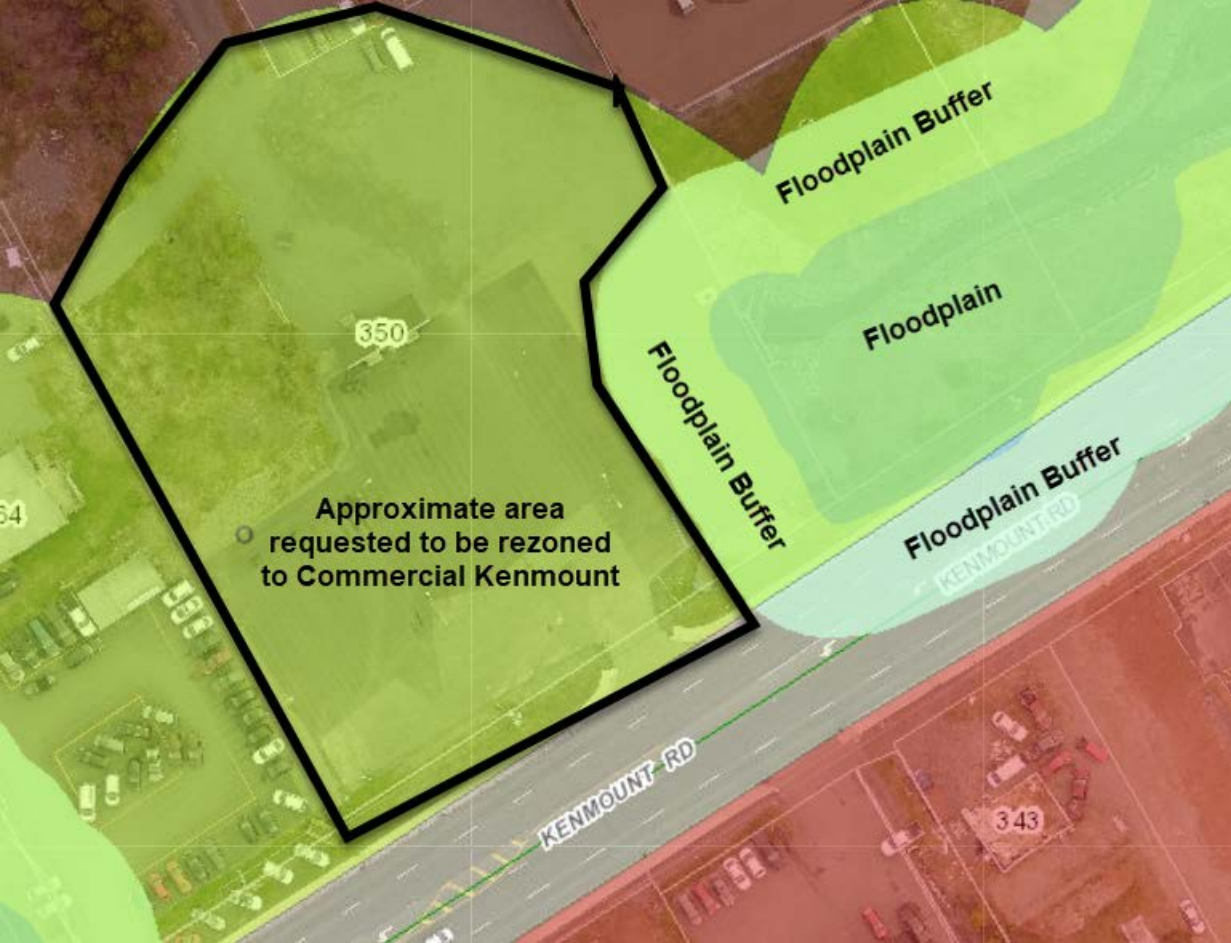 Floodplain Buffer
Floodplain
350
Floodplain Buffer
Floodplain Buffer
KENMOUNT RD
Approximate area
requested to be rezoned
to Commercial Kenmount
O
64
KENMOUNT RD
343